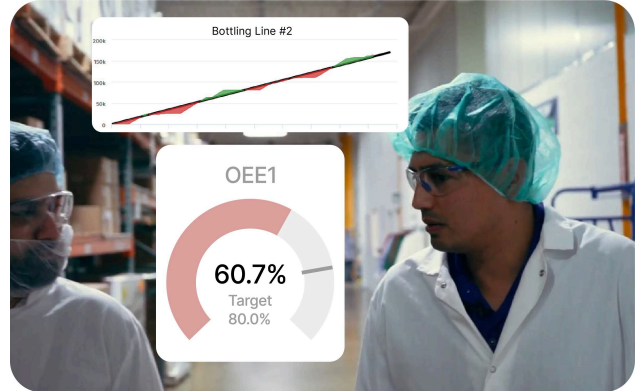 Bottling Line #2
200k
150k
100k
50k
0
OEE1
60.7%
Target
80.0%